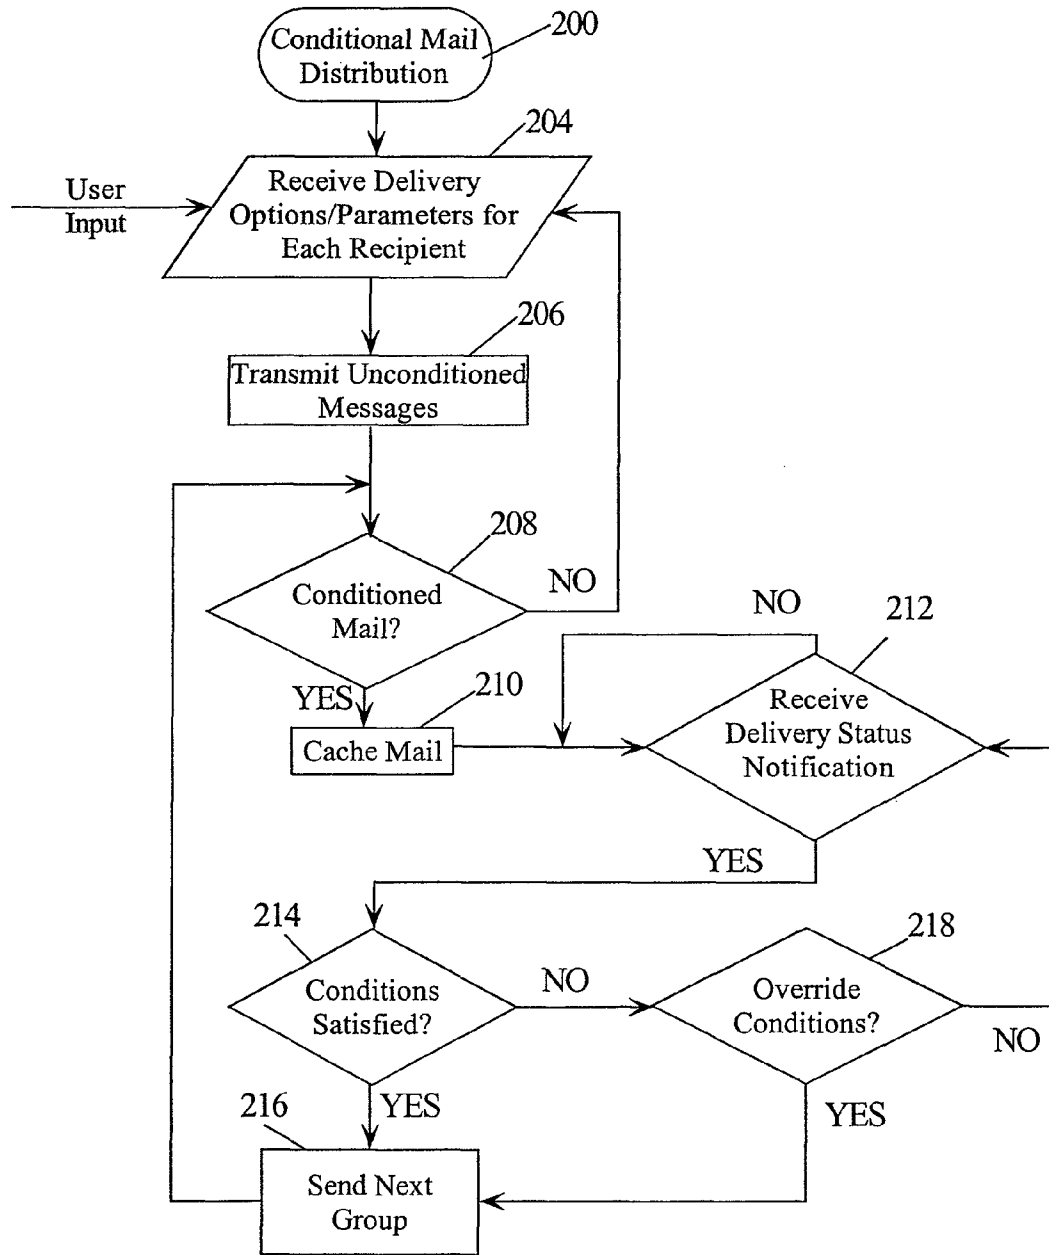 Conditional Mail
Distribution
200
204
User
Input
Receive Delivery
Options/Parameters for
Each Recipient
206
Transmit Unconditioned
Messages
208
Conditioned
Mail?
NO
YES
210
Cache Mail
NO
212
Receive
Delivery Status
Notification
YES
214
Conditions
Satisfied?
NO
218
Override
Conditions?
NO
YES
YES
216
Send Next
Group